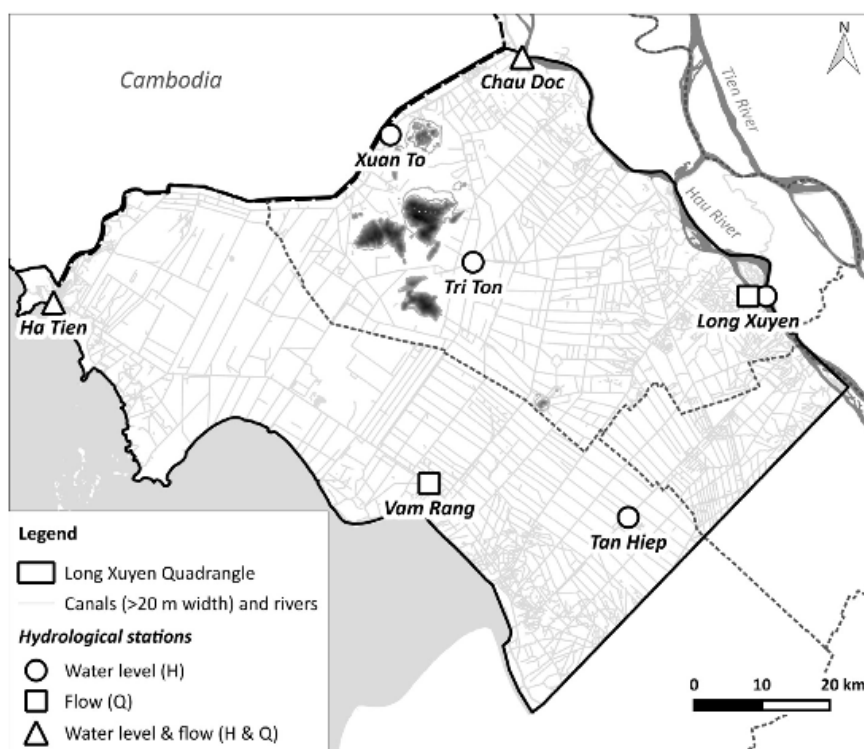 N
Cambodia
Chau Doc
Tien River
Xuan To
Hau River
Tri Ton
Ha Tien
Long Xuyen
Vam Rang
Tan Hiep
Legend
Long Xuyen Quadrangle
Canals (>20 m width) and rivers
Hydrological stations
Water level (H)
Flow (Q)
Water level & flow (H & Q)
0 10 20 km